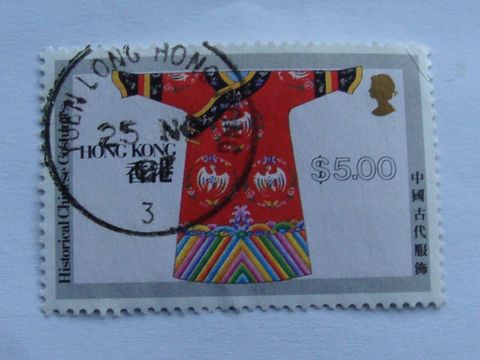 YUEN LONG HONG
25 NO
3
Historical Chinese Costume
HONG KONG
香港
$5.00
中國古代服飾